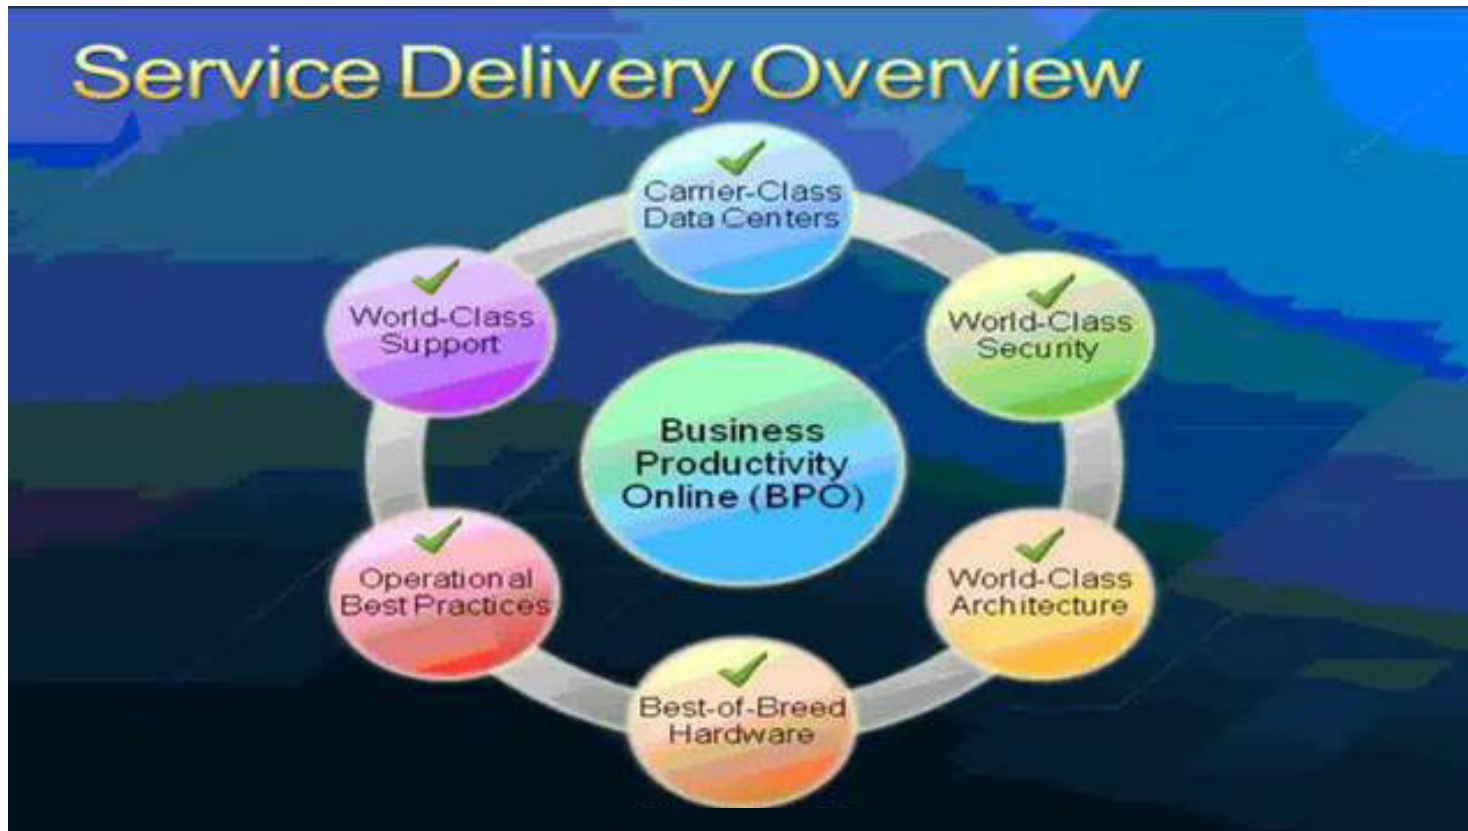 Service Delivery Overview
Carrier-Class
Data Centers
World-Class
Support
World-Class
Security
Business
Productivity
Online (BPO)
Operational
Best Practices
World-Class
Architecture
Best-of-Breed
Hardware